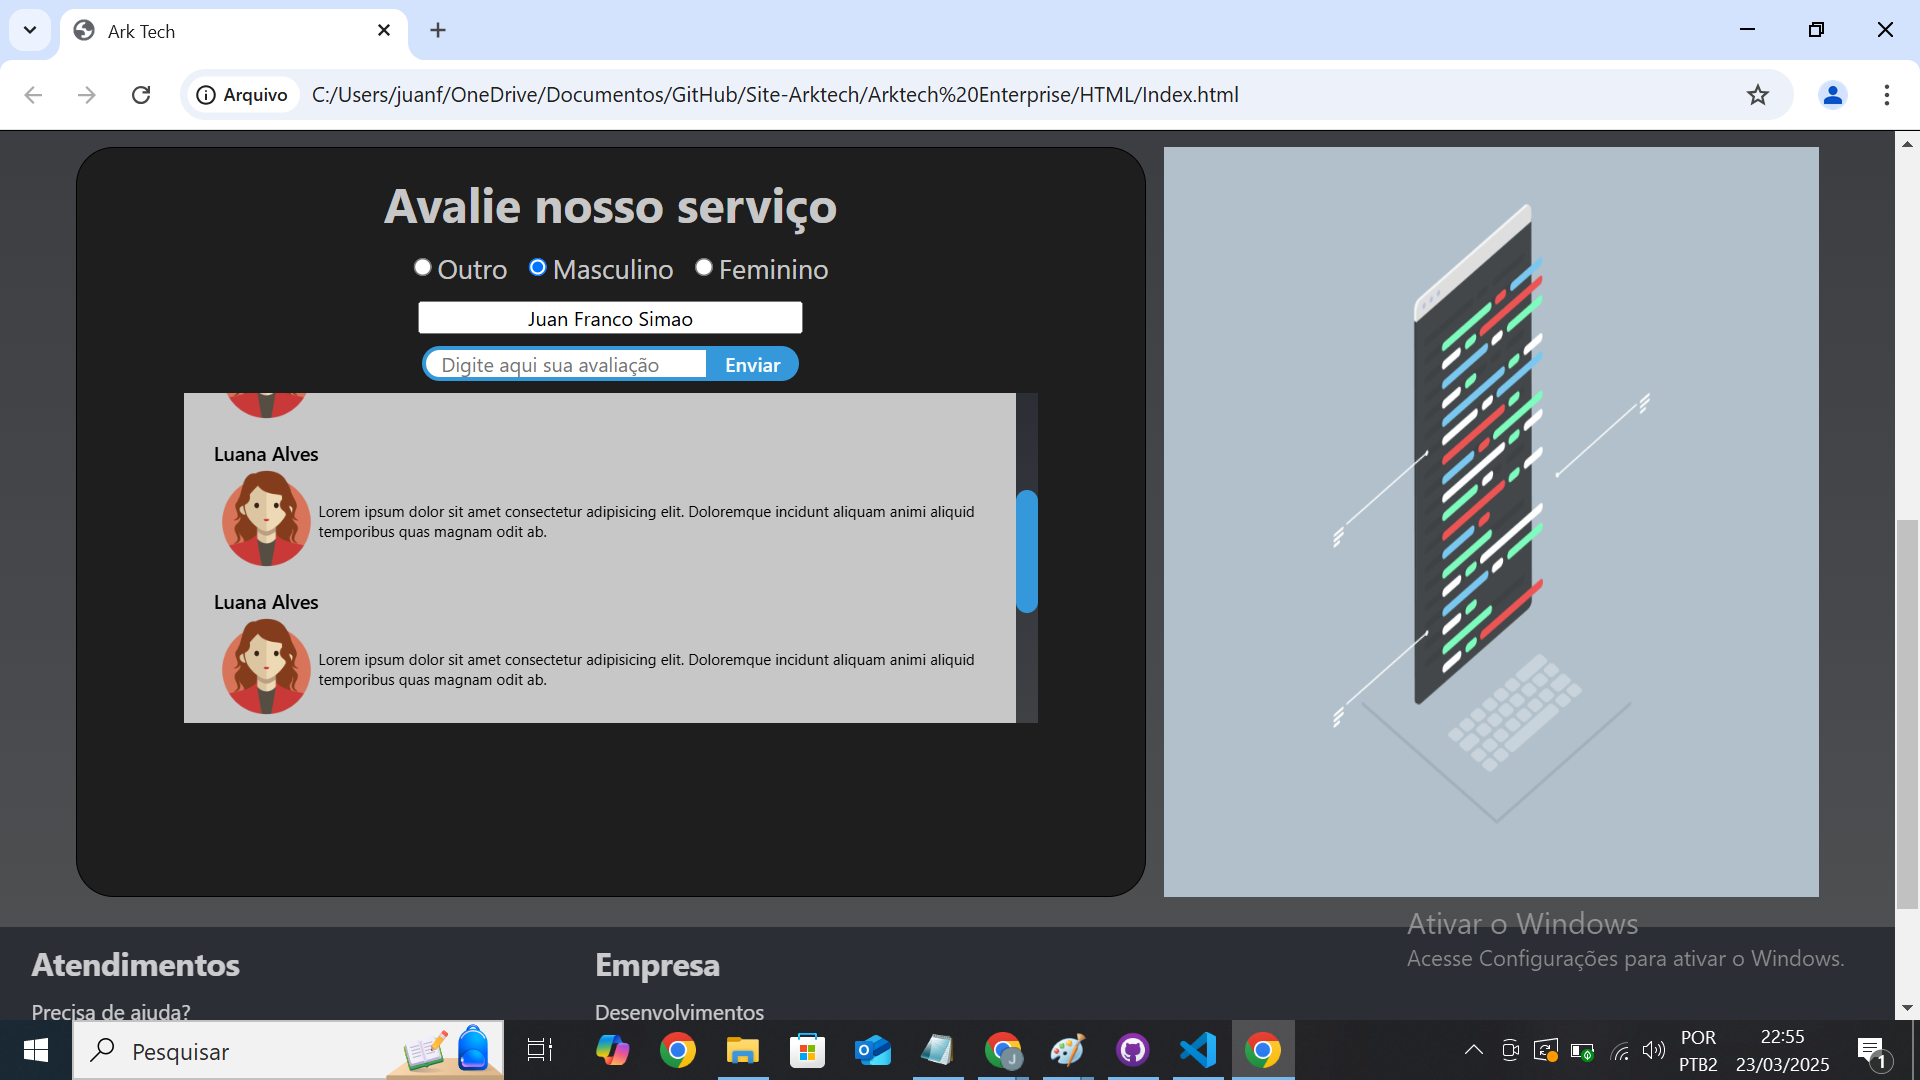 Ark Tech
Arquivo
C:/Users/juanf/OneDrive/Documentos/GitHub/Site-Arktech/Arktech%20Enterprise/HTML/Index.html
Avalie nosso serviço
Outro Masculino Feminino
Juan Franco Simao
Digite aqui sua avaliação Enviar
Luana Alves
Lorem ipsum dolor sit amet consectetur adipisicing elit. Doloremque incidunt aliquam animi aliquid
temporibus quas magnam odit ab.
Luana Alves
Lorem ipsum dolor sit amet consectetur adipisicing elit. Doloremque incidunt aliquam animi aliquid
temporibus quas magnam odit ab.
Ativar o Windows
Acesse Configurações para ativar o Windows.
Atendimentos
Precisa de ajuda?
Empresa
Desenvolvimentos
Pesquisar
J
POR
PTB2
22:55
23/03/2025
1